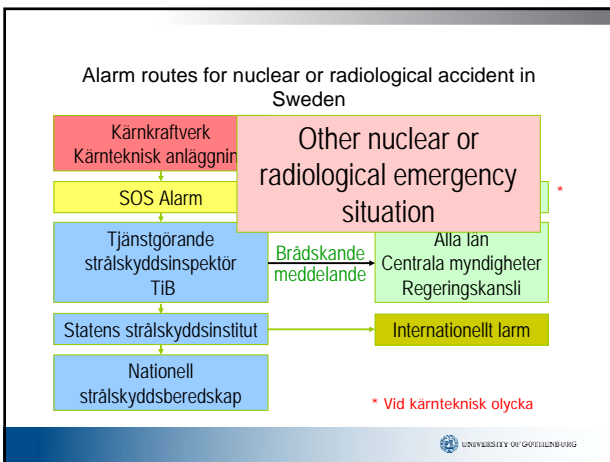 Alarm routes for nuclear or radiological accident in
Sweden
Kärnkraftverk
Kärnteknisk anläggnin
Other nuclear or
radiological emergency
situation
SOS Alarm
*
Tjänstgörande
strålskyddsinspektör
TiB
Brådskande
meddelande
Alla län
Centrala myndigheter
Regeringskansli
Statens strålskyddsinstitut
Internationellt larm
Nationell
strålskyddsberedskap
* Vid kärnteknisk olycka
UNIVERSITY OF GOTHENBURG